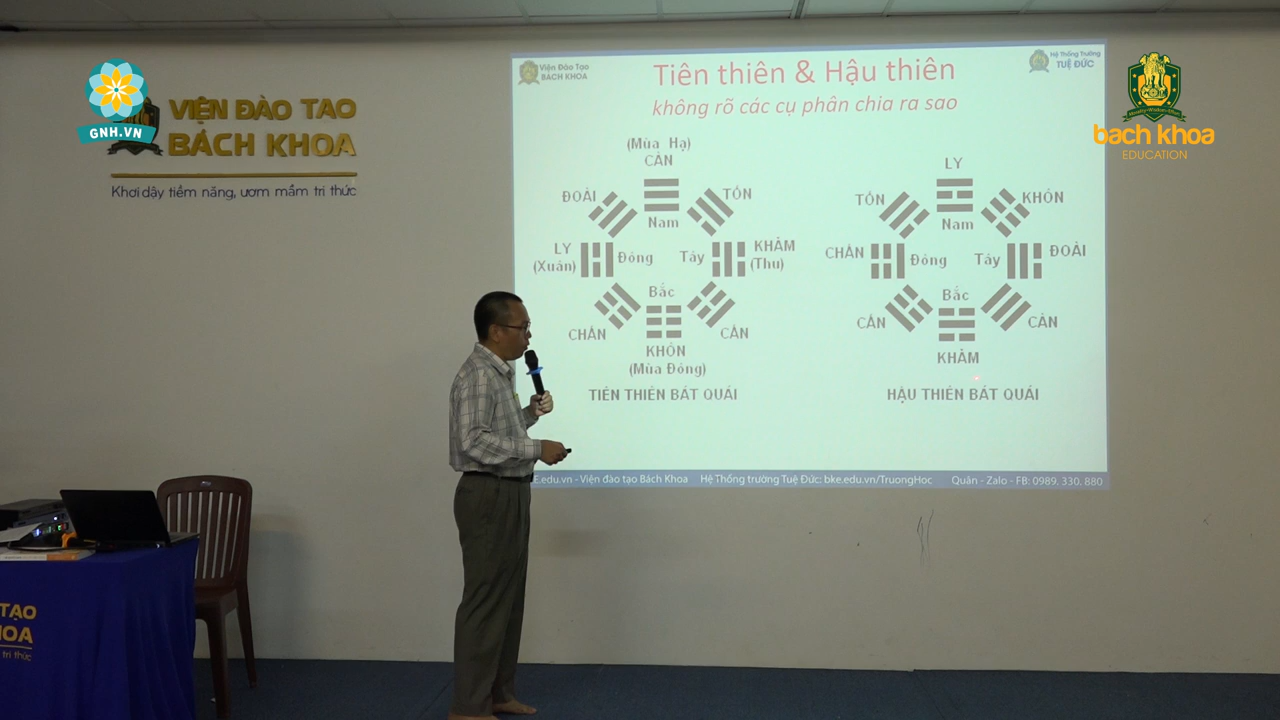 GNH.VN
VIỆN ĐÀO TẠO
BÁCH KHOA
Khơi dậy tiềm năng, ươm mầm tri thức
Viện Đào Tạo
BÁCH KHOA
Tiên thiên & Hậu thiên
không rõ các cụ phân chia ra sao
Hệ Thống Trường
TUỆ ĐỨC
bach khoa
EDUCATION
(Mùa Hạ)
CÀN
ĐOÀI
TỐN
Nam
LY
(Xuân)
Đông
Tây
KHẢM
(Thu)
Bắc
CHẤN
CẤN
KHÔN
(Mùa Đông)
TIÊN THIÊN BÁT QUÁI
LY
TỐN
KHÔN
Nam
CHẤN
Đông
Tây
ĐOÀI
Bắc
CẤN
CÀN
KHẢM
HẬU THIÊN BÁT QUÁI
E.edu.vn - Viện đào tạo Bách Khoa Hệ Thống trường Tuệ Đức: bke.edu.vn/TruongHoc Quân - Zalo - FB: 0989. 330. 880
TẠO
HOA
tri thức